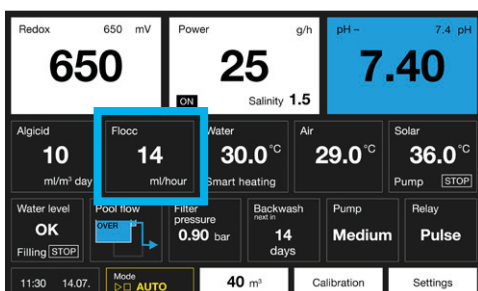 Redox 650 mV
650
Power g/h
25
ON Salinity 1.5
pH – 7.4 pH
7.40
Algicid
10
ml/m³ day
Flocc
14
ml/hour
Water
30.0 °C
Smart heating
Air
29.0 °C
Solar
36.0 °C
Pump STOP
Water level
OK
Filling STOP
Pool flow
OVER
Filter
pressure
0.90 bar
Backwash
next in
14
days
Pump
Medium
Relay
Pulse
11:30 14.07.
Mode
AUTO
40 m³
Calibration
Settings